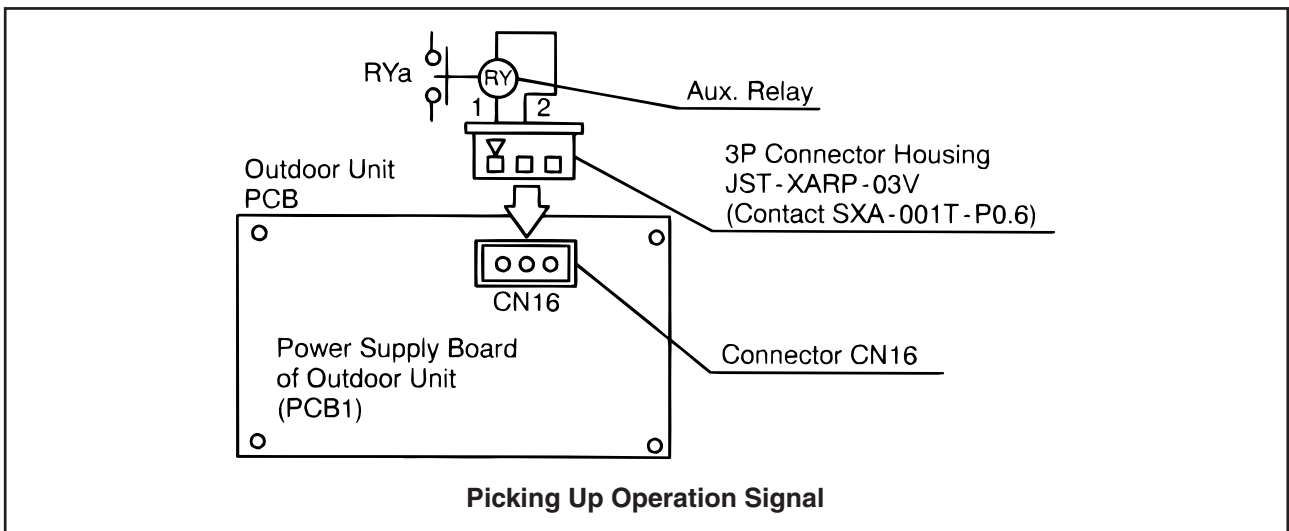 RYa
RY
1 2
Aux. Relay
3P Connector Housing
JST-XARP-03V
(Contact SXA-001T-P0.6)
Outdoor Unit
PCB
CN16
Connector CN16
Power Supply Board
of Outdoor Unit
(PCB1)
Picking Up Operation Signal